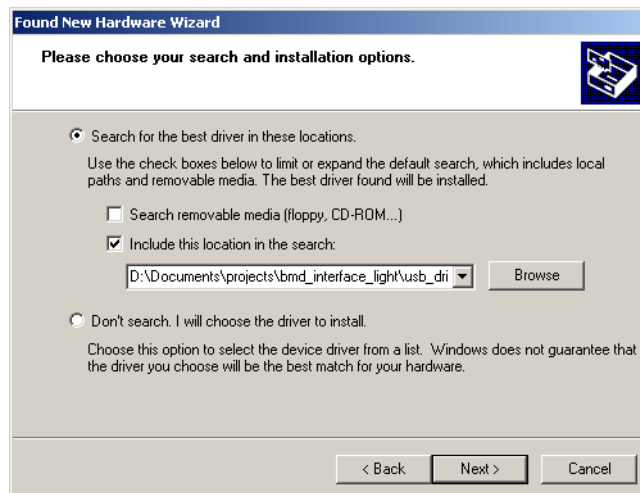 Found New Hardware Wizard
Please choose your search and installation options.
Search for the best driver in these locations.
Use the check boxes below to limit or expand the default search, which includes local
paths and removable media. The best driver found will be installed.
Search removable media (floppy, CD-ROM...)
Include this location in the search:
D:\Documents\projects\bmd_interface_light\usb_dri
Browse
Don't search. I will choose the driver to install.
Choose this option to select the device driver from a list. Windows does not guarantee that
the driver you choose will be the best match for your hardware.
< Back Next > Cancel